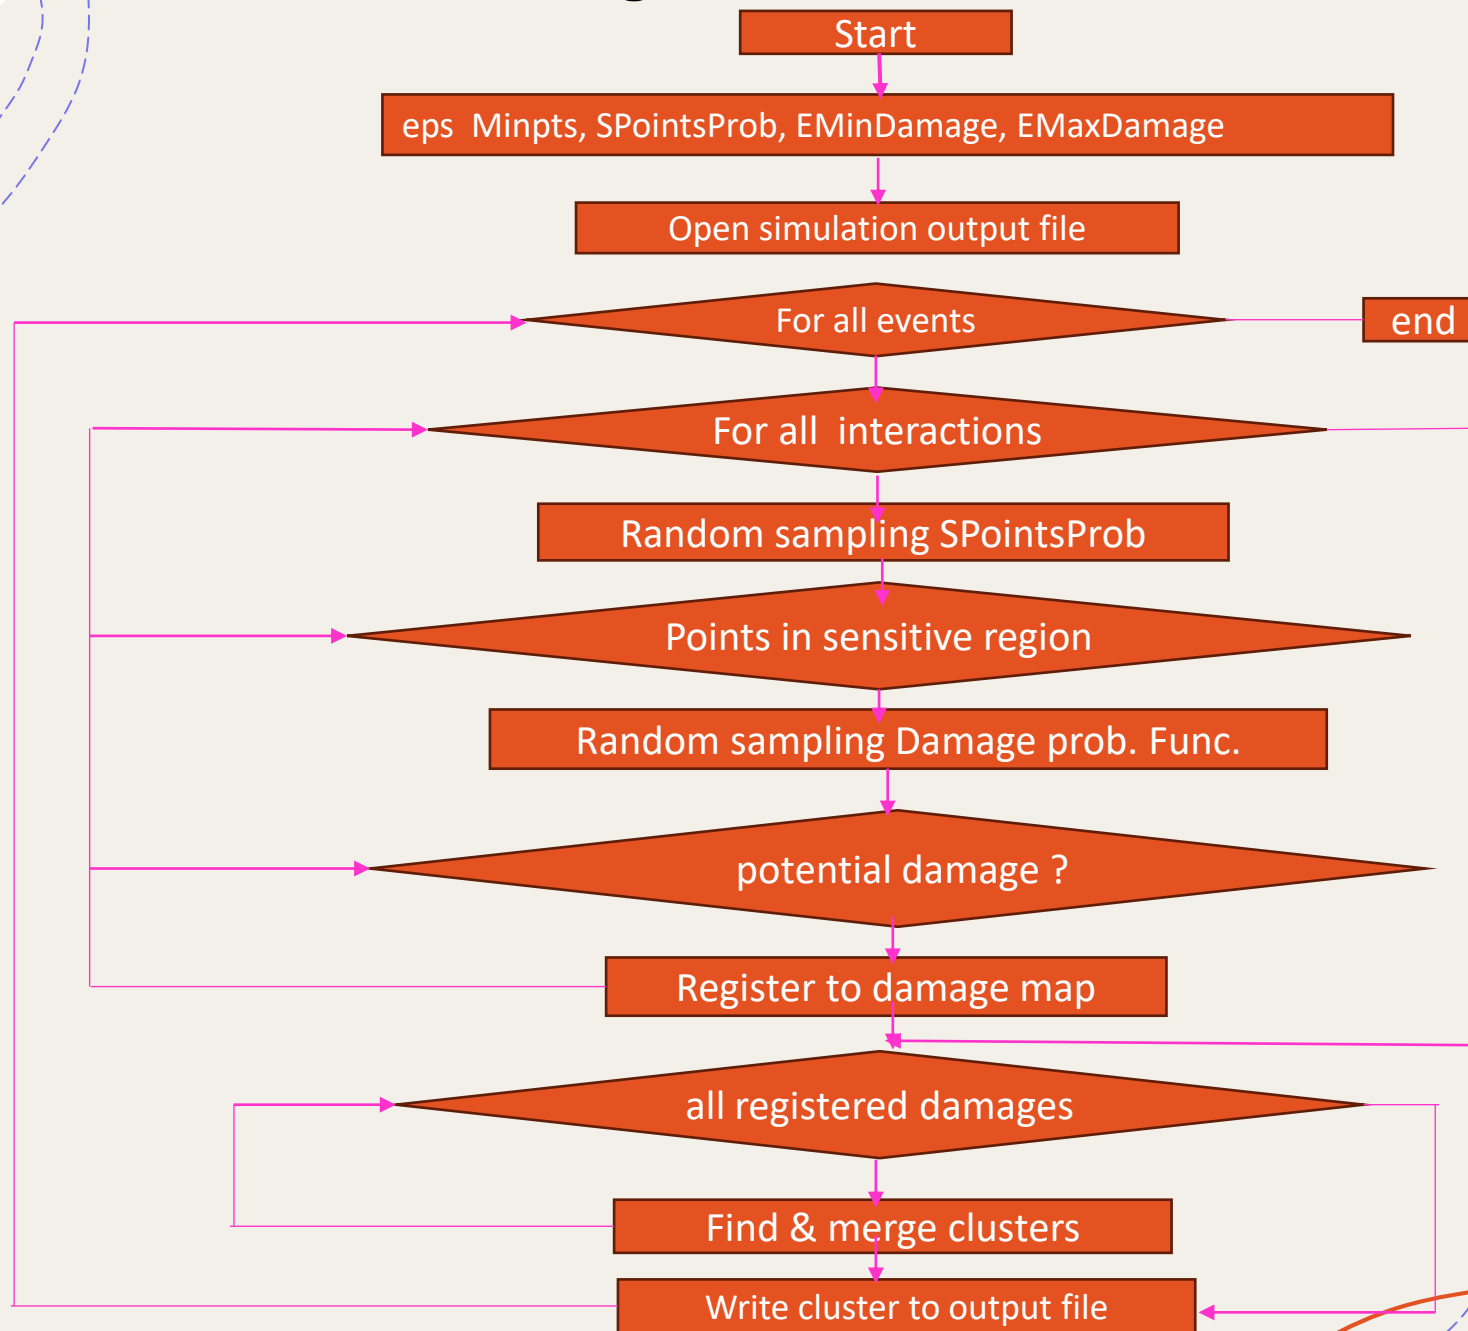 Start
eps  Minpts, SPointsProb, EMinDamage, EMaxDamage
Open simulation output file
For all events
end
For all  interactions
Random sampling SPointsProb
Points in sensitive region
Random sampling Damage prob. Func.
potential damage ?
Register to damage map
all registered damages
Find & merge clusters
Write cluster to output file